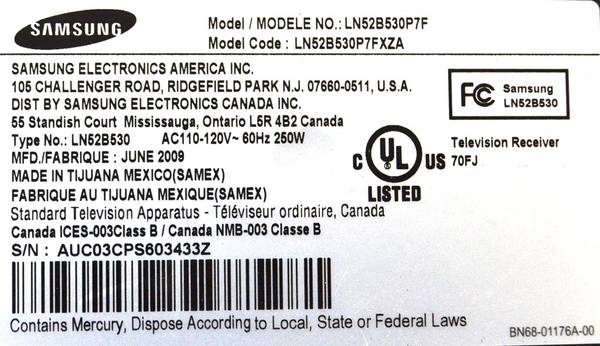 SAMSUNG
Model / MODELE NO.: LN52B530P7F
Model Code : LN52B530P7FXZA
SAMSUNG ELECTRONICS AMERICA INC.
105 CHALLENGER ROAD, RIDGEFIELD PARK N.J. 07660-0511, U.S.A.
DIST BY SAMSUNG ELECTRONICS CANADA INC.
55 Standish Court Mississauga, Ontario L5R 4B2 Canada
Type No.: LN52B530 AC110-120V~ 60Hz 250W
MFD./FABRIQUE : JUNE 2009
MADE IN TIJUANA MEXICO(SAMEX)
FABRIQUE AU TIJUANA MEXIQUE(SAMEX)
Standard Television Apparatus - Téléviseur ordinaire, Canada
Canada ICES-003Class B / Canada NMB-003 Classe B
S/N : AUC03CPS603433Z
FC Samsung
LN52B530
C UL US
LISTED
Television Receiver
70FJ
Contains Mercury, Dispose According to Local, State or Federal Laws
BN68-01176A-00